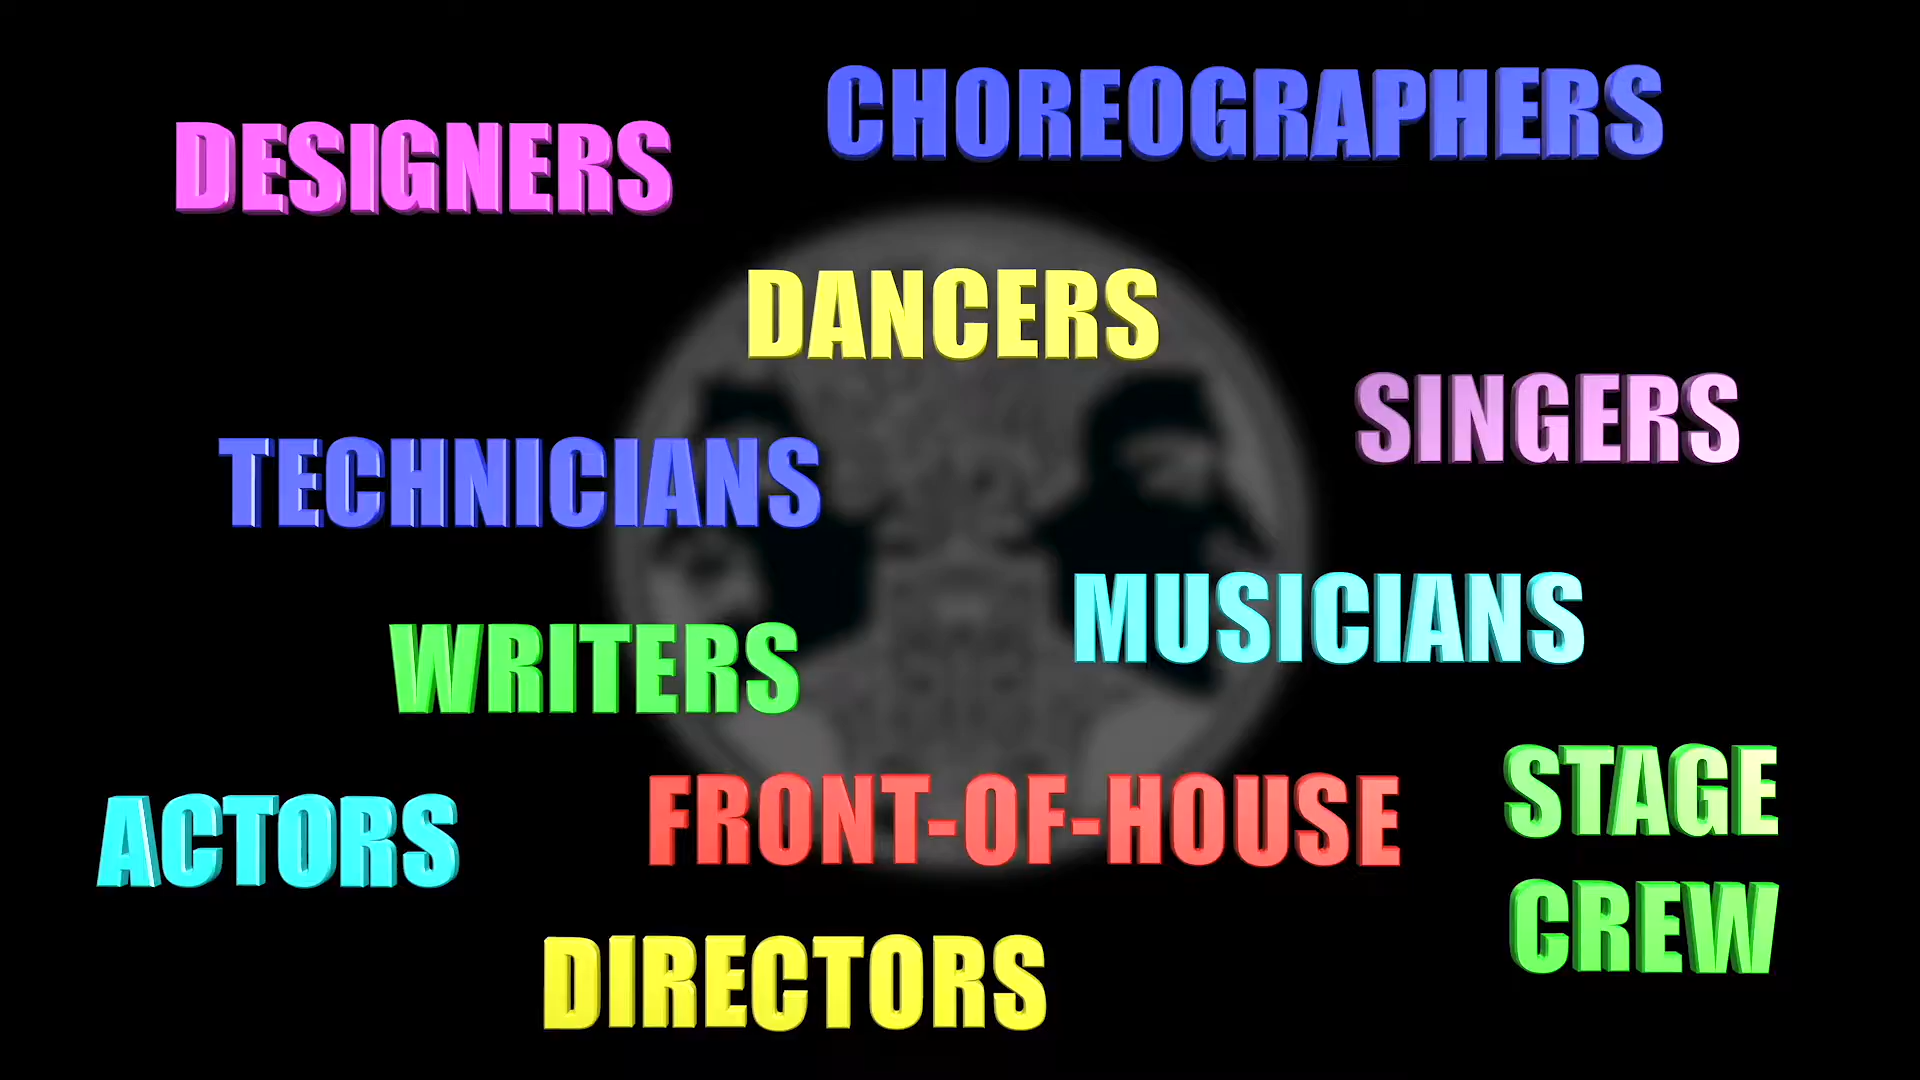 CHOREOGRAPHERS
DESIGNERS
DANCERS
SINGERS
TECHNICIANS
MUSICIANS
WRITERS
STAGE
CREW
FRONT-OF-HOUSE
ACTORS
DIRECTORS